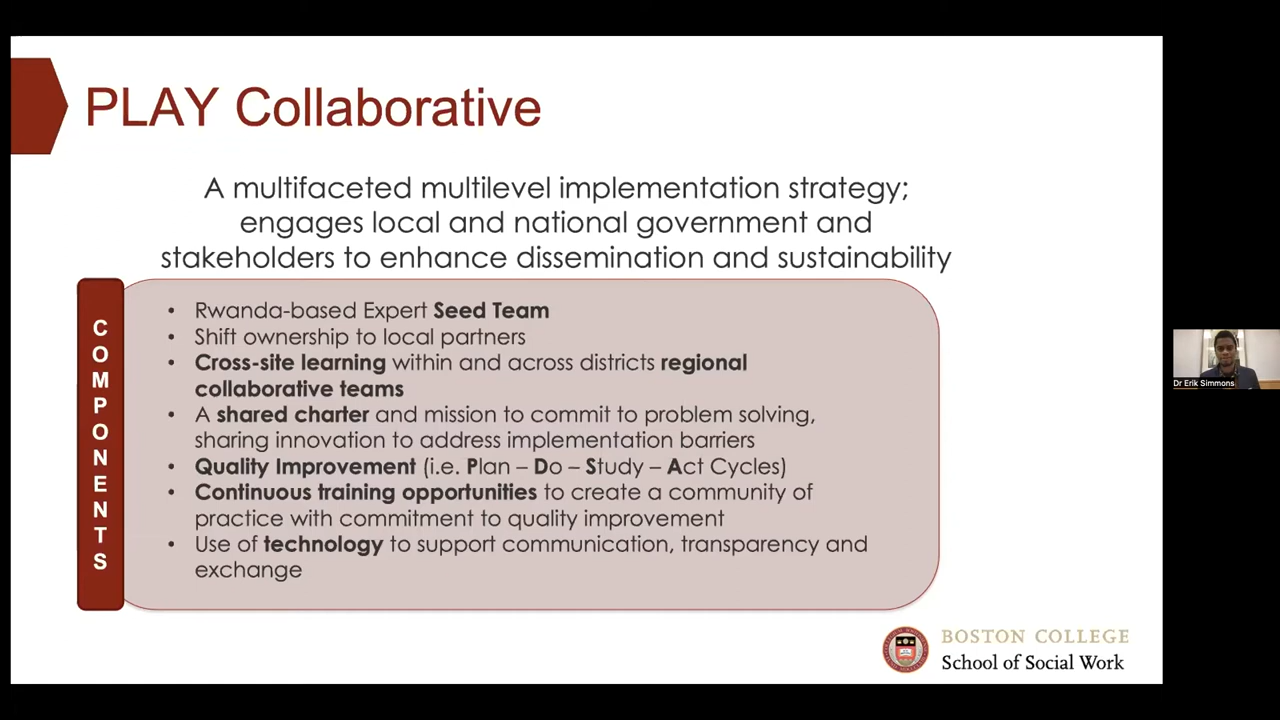 PLAY Collaborative
A multifaceted multilevel implementation strategy;
engages local and national government and
stakeholders to enhance dissemination and sustainability
COMPONENTS
• Rwanda-based Expert Seed Team
• Shift ownership to local partners
• Cross-site learning within and across districts regional
collaborative teams
• A shared charter and mission to commit to problem solving,
sharing innovation to address implementation barriers
• Quality Improvement (i.e. Plan – Do – Study – Act Cycles)
• Continuous training opportunities to create a community of
practice with commitment to quality improvement
• Use of technology to support communication, transparency and
exchange
BOSTON COLLEGE
School of Social Work
Dr Erik Simmons